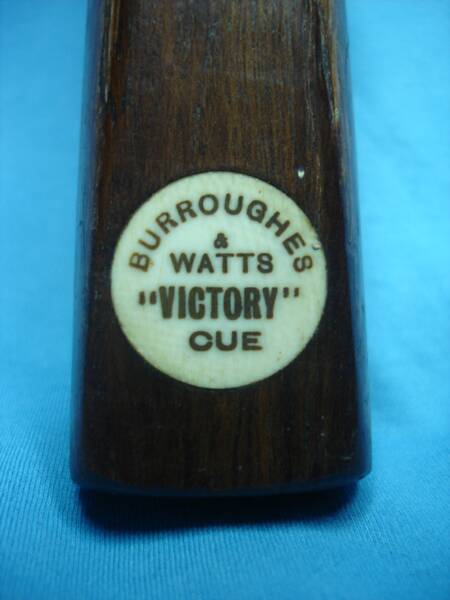 BURROUGHES
&
WATTS
"VICTORY"
CUE